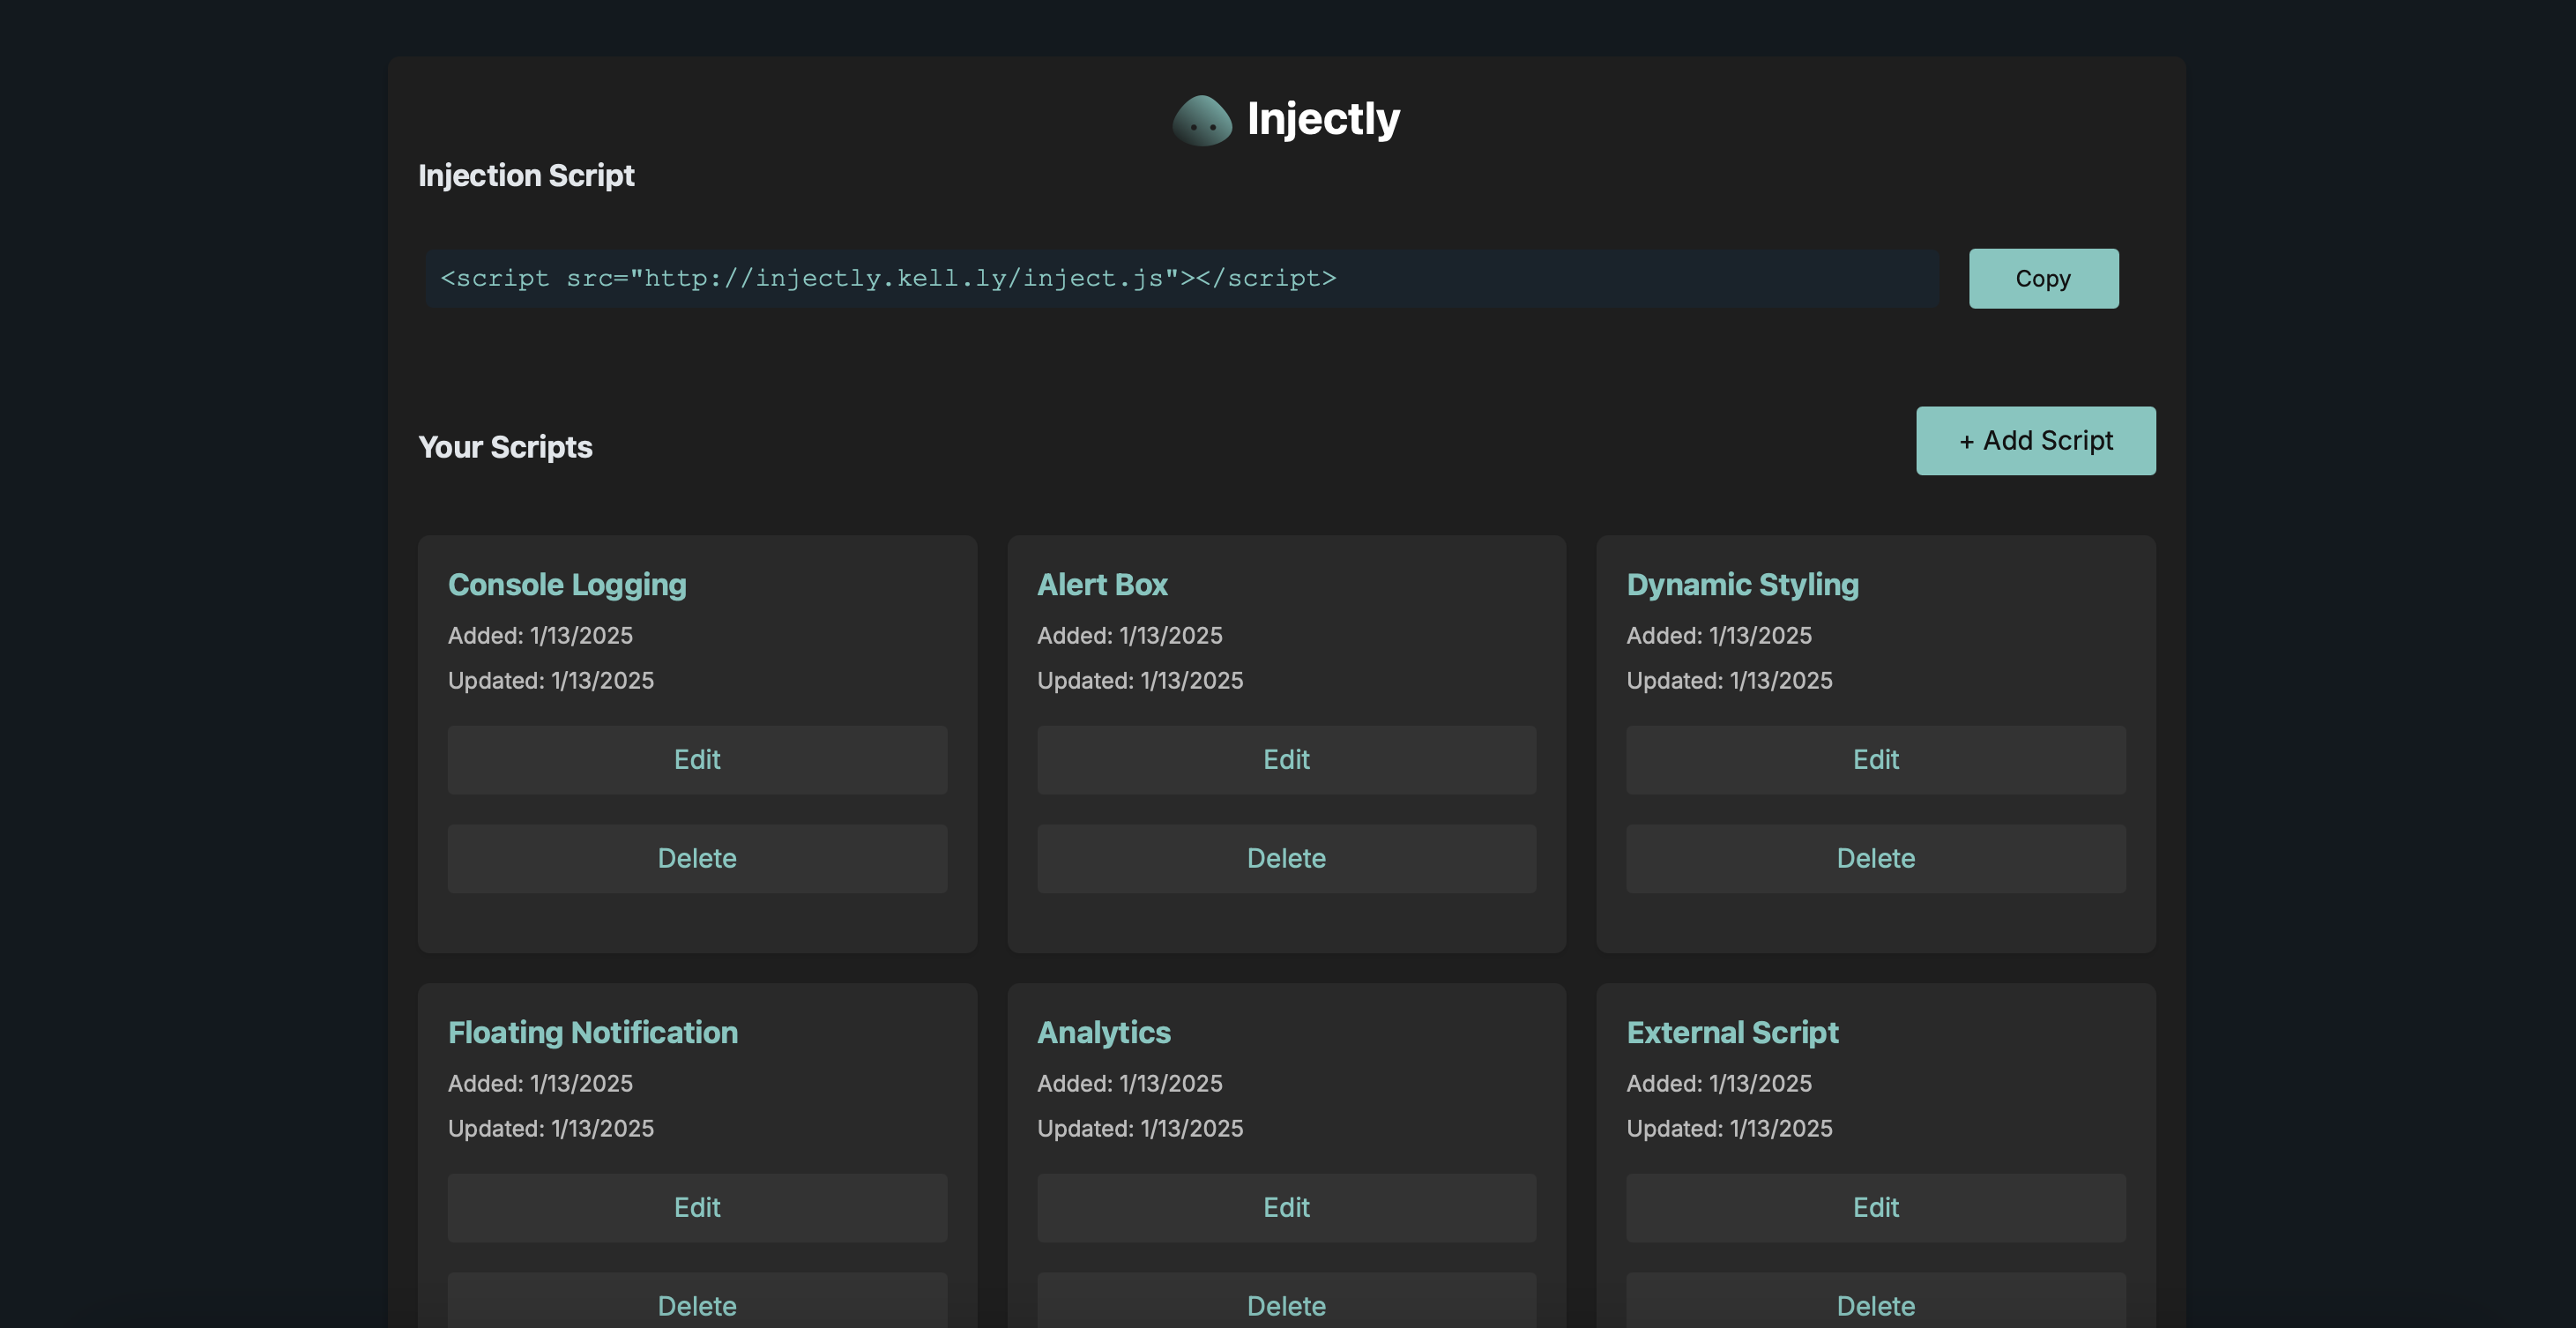 Injectly
Injection Script
<script src="http://injectly.kell.ly/inject.js"></script>
Copy
Your Scripts
+ Add Script
Console Logging
Added: 1/13/2025
Updated: 1/13/2025
Edit
Delete
Alert Box
Added: 1/13/2025
Updated: 1/13/2025
Edit
Delete
Dynamic Styling
Added: 1/13/2025
Updated: 1/13/2025
Edit
Delete
Floating Notification
Added: 1/13/2025
Updated: 1/13/2025
Edit
Delete
Analytics
Added: 1/13/2025
Updated: 1/13/2025
Edit
Delete
External Script
Added: 1/13/2025
Updated: 1/13/2025
Edit
Delete